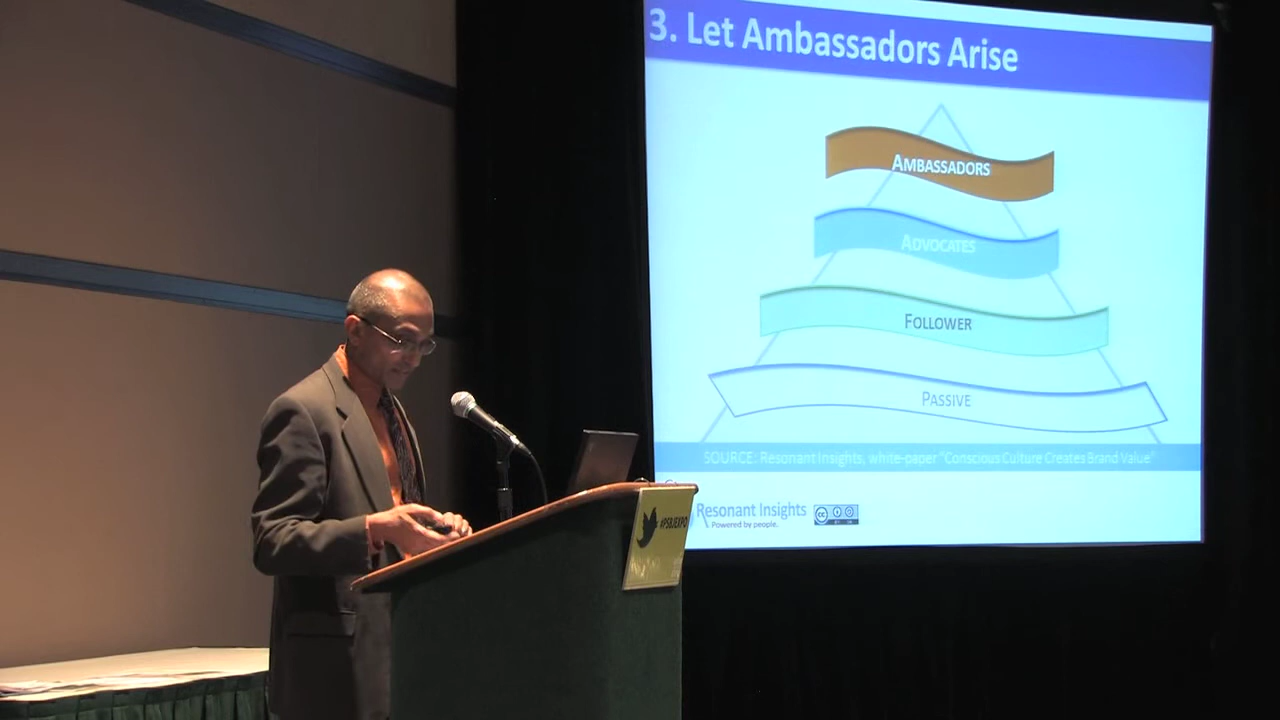 3. Let Ambassadors Arise
AMBASSADORS
ADVOCATES
FOLLOWER
PASSIVE
SOURCE: Resonant Insights, white-paper "Conscious Culture Creates Brand Value"
Resonant Insights
Powered by people.
#PSBJEXPO